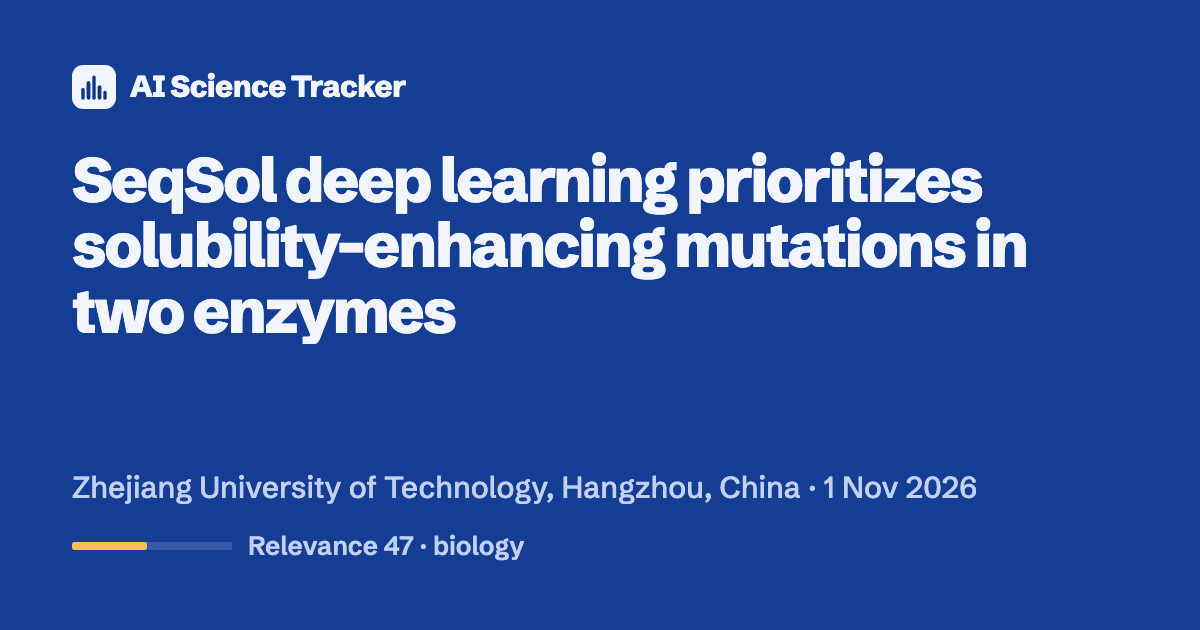 AI Science Tracker
SeqSol deep learning prioritizes
solubility-enhancing mutations in
two enzymes
Zhejiang University of Technology, Hangzhou, China · 1 Nov 2026
Relevance 47 · biology